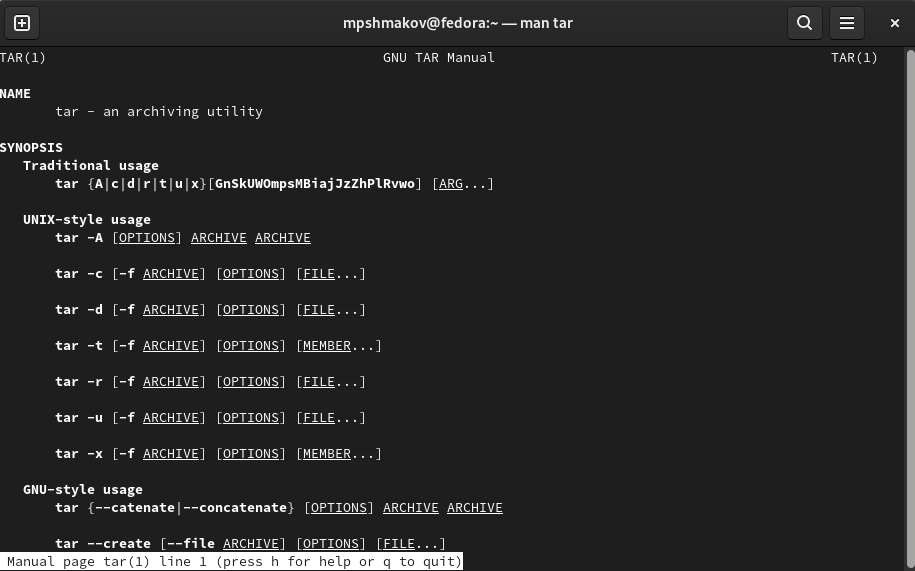 mpshmakov@fedora:~ — man tar
TAR(1) GNU TAR Manual TAR(1)
NAME
tar - an archiving utility
SYNOPSIS
Traditional usage
tar {A|c|d|r|t|u|x}[GnSkUWOmpsMBiajJzZhPlRvwo] [ARG...]
UNIX-style usage
tar -A [OPTIONS] ARCHIVE ARCHIVE
tar -c [-f ARCHIVE] [OPTIONS] [FILE...]
tar -d [-f ARCHIVE] [OPTIONS] [FILE...]
tar -t [-f ARCHIVE] [OPTIONS] [MEMBER...]
tar -r [-f ARCHIVE] [OPTIONS] [FILE...]
tar -u [-f ARCHIVE] [OPTIONS] [FILE...]
tar -x [-f ARCHIVE] [OPTIONS] [MEMBER...]
GNU-style usage
tar {--catenate|--concatenate} [OPTIONS] ARCHIVE ARCHIVE
tar --create [--file ARCHIVE] [OPTIONS] [FILE...]
Manual page tar(1) line 1 (press h for help or q to quit)